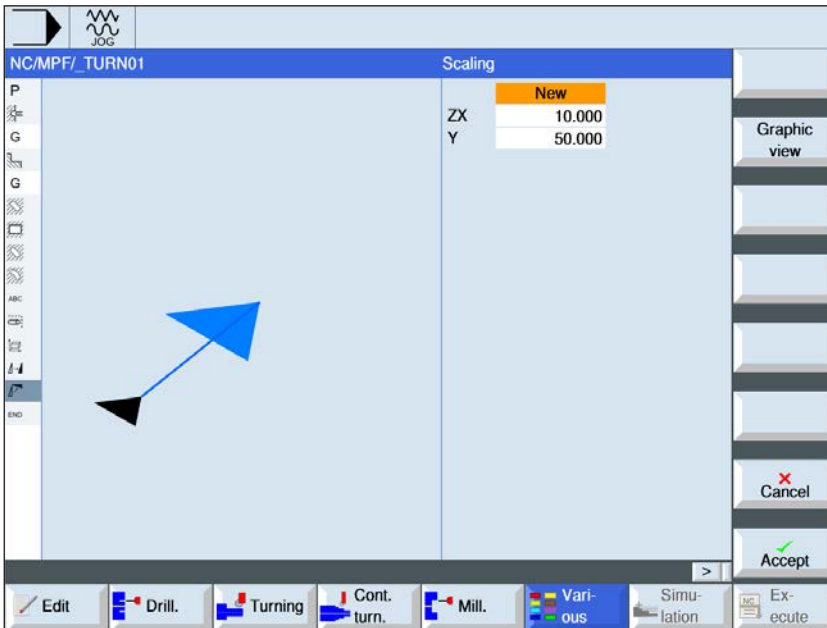 JOG
NC/MPF/_TURN01
Scaling
P
G
G
ABC
END
New
ZX 10.000
Y 50.000
Graphic
view
Cancel
Accept
>
Edit
Drill.
Turning
Cont.
turn.
Mill.
Vari-
ous
Simu-
lation
NC
Ex-
ecute